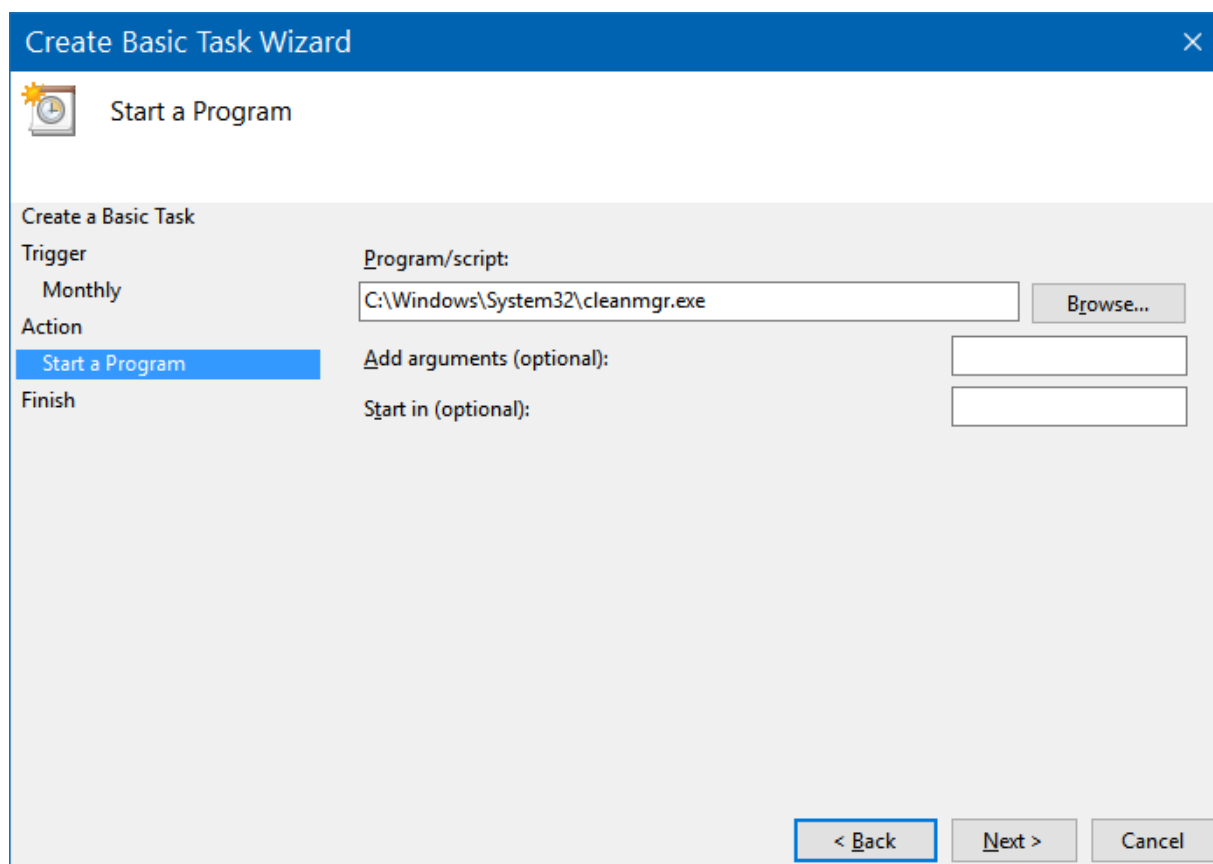 Create Basic Task Wizard
Start a Program
Create a Basic Task
Trigger
Monthly
Action
Start a Program
Finish
Program/script:
C:\Windows\System32\cleanmgr.exe
Browse...
Add arguments (optional):
Start in (optional):
< Back
Next >
Cancel